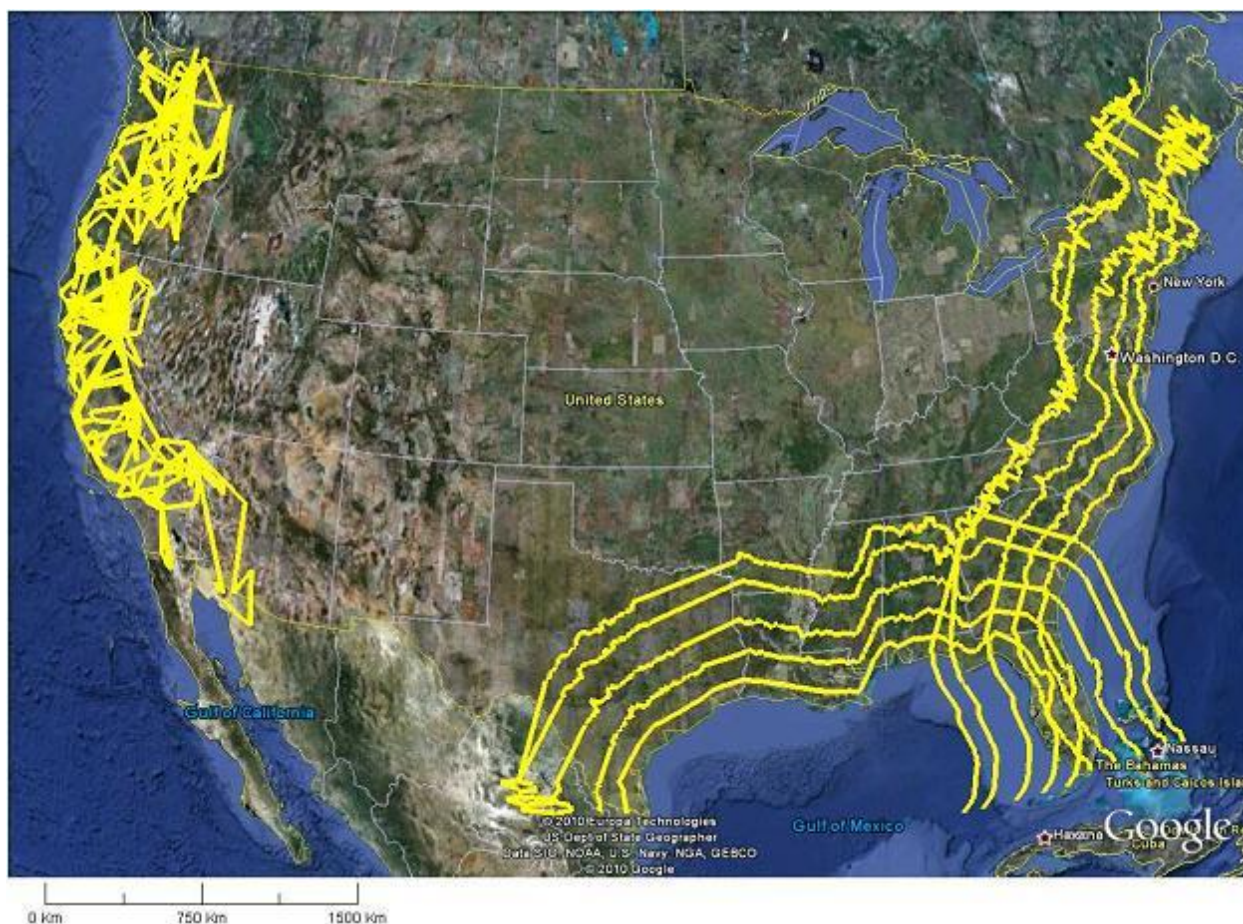 New York
Washington D.C.
United States
Gulf of California
Nassau
The Bahamas
Turks and Caicos Isla
© 2010 Europa Technologies
US Dept of State Geographer
Data SIO, NOAA, U.S. Navy, NGA, GEBCO
© 2010 Google
Gulf of Mexico
Havana
Cuba
Google
0 Km
750 Km
1500 Km